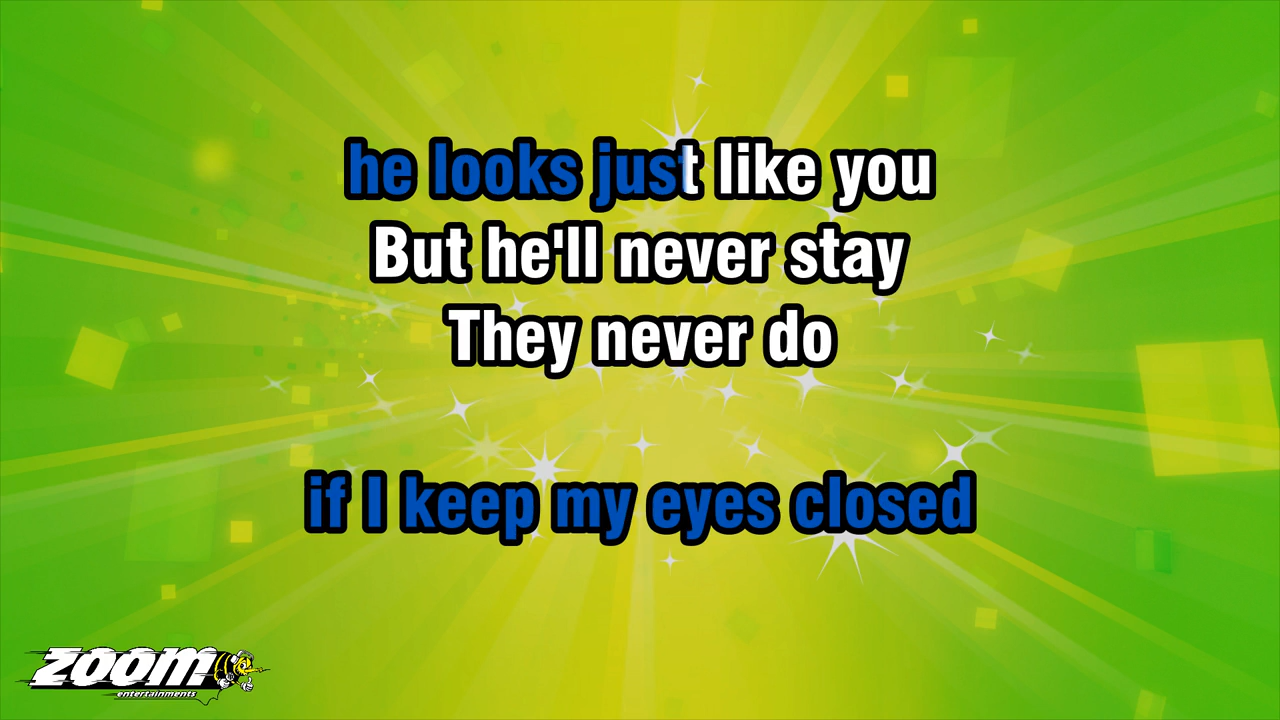 he looks just like you
But he'll never stay
They never do
if I keep my eyes closed
zoom
entertainments